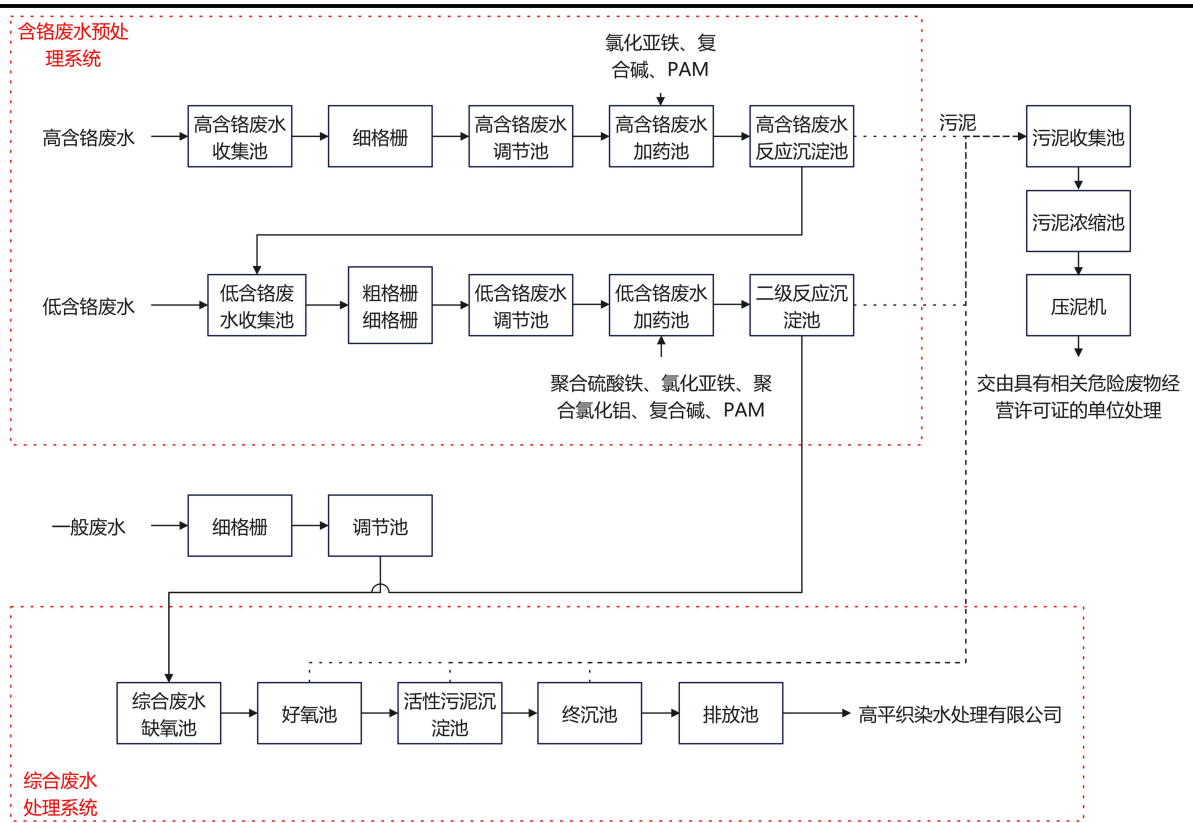 含铬废水预处
理系统
氯化亚铁、复
合碱、PAM
高含铬废水
高含铬废水
收集池
细格栅
高含铬废水
调节池
高含铬废水
加药池
高含铬废水
反应沉淀池
污泥
污泥收集池
污泥浓缩池
低含铬废水
低含铬废
水收集池
粗格栅
细格栅
低含铬废水
调节池
低含铬废水
加药池
二级反应沉
淀池
压泥机
聚合硫酸铁、氯化亚铁、聚
合氯化铝、复合碱、PAM
交由具有相关危险废物经
营许可证的单位处理
一般废水
细格栅
调节池
综合废水
缺氧池
好氧池
活性污泥沉
淀池
终沉池
排放池
高平织染水处理有限公司
综合废水
处理系统